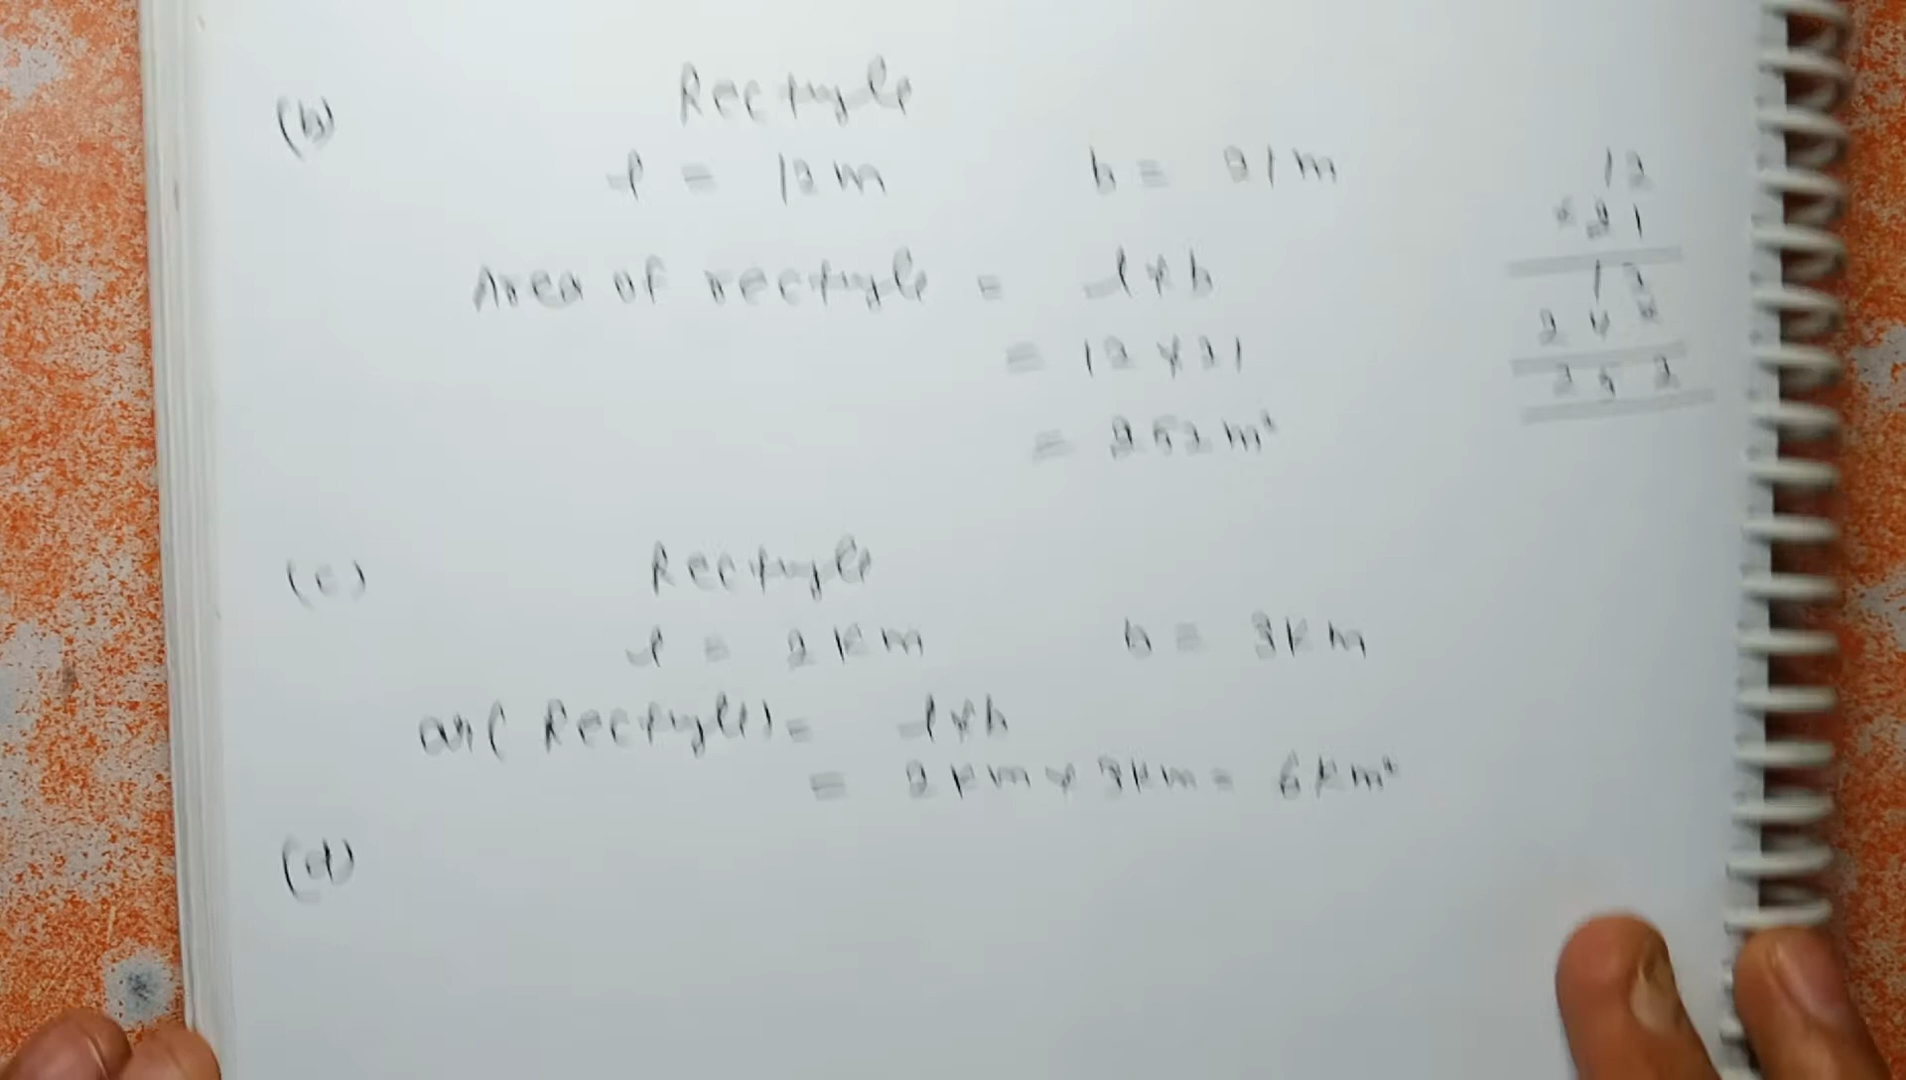 (b) Rectangle
l = 12 m b = 21 m
Area of rectangle = l × b
= 12 × 21
= 252 m²
12
× 21
12
24×
252
(c) Rectangle
l = 2 km b = 3 km
ar( Rectangle) = l × b
= 2 km × 3 km = 6 km²
(d)